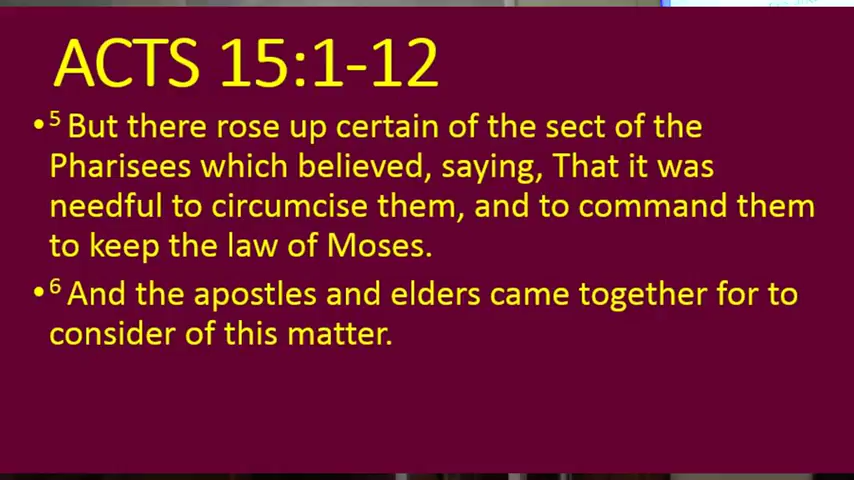 ACTS 15:1-12
• 5 But there rose up certain of the sect of the
Pharisees which believed, saying, That it was
needful to circumcise them, and to command them
to keep the law of Moses.
• 6 And the apostles and elders came together for to
consider of this matter.